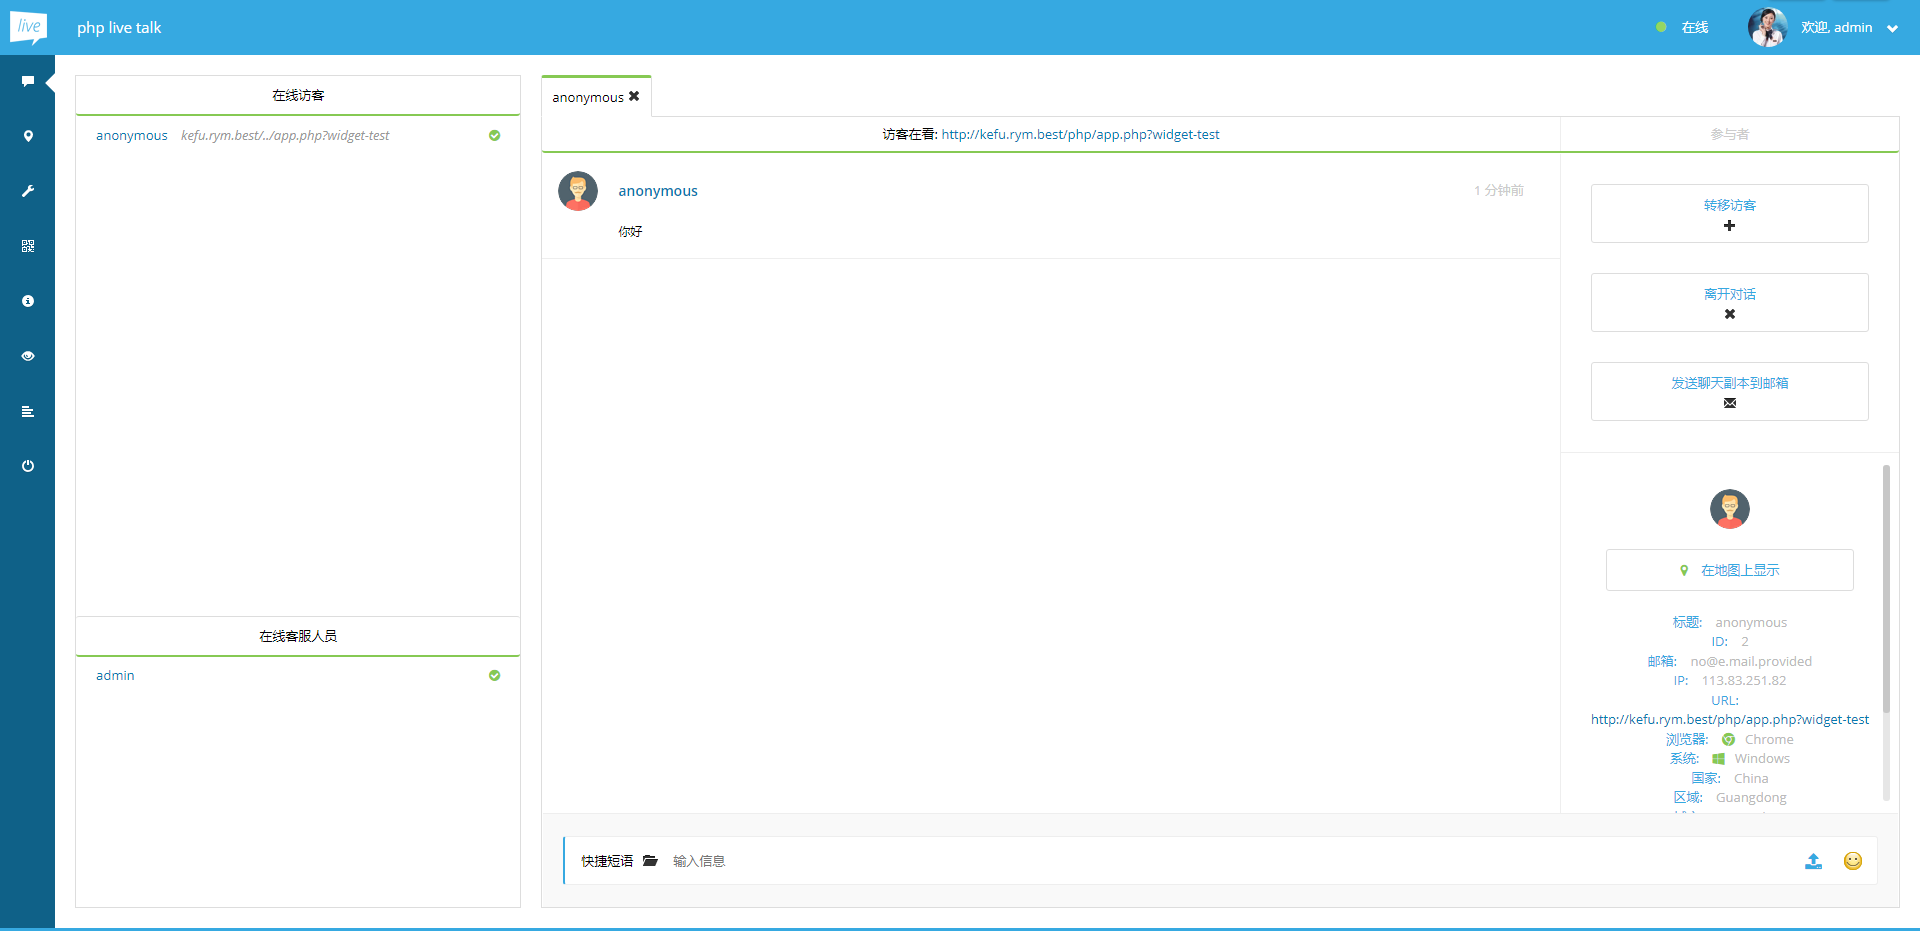 live
php live talk
在线
欢迎, admin
在线访客
anonymous kefu.rym.best/../app.php?widget-test
在线客服人员
admin
anonymous
访客在看: http://kefu.rym.best/php/app.php?widget-test
参与者
anonymous
1 分钟前
你好
转移访客
离开对话
发送聊天副本到邮箱
在地图上显示
标题: anonymous
ID: 2
邮箱: no@e.mail.provided
IP: 113.83.251.82
URL:
http://kefu.rym.best/php/app.php?widget-test
浏览器: Chrome
系统: Windows
国家: China
区域: Guangdong
快捷短语 输入信息